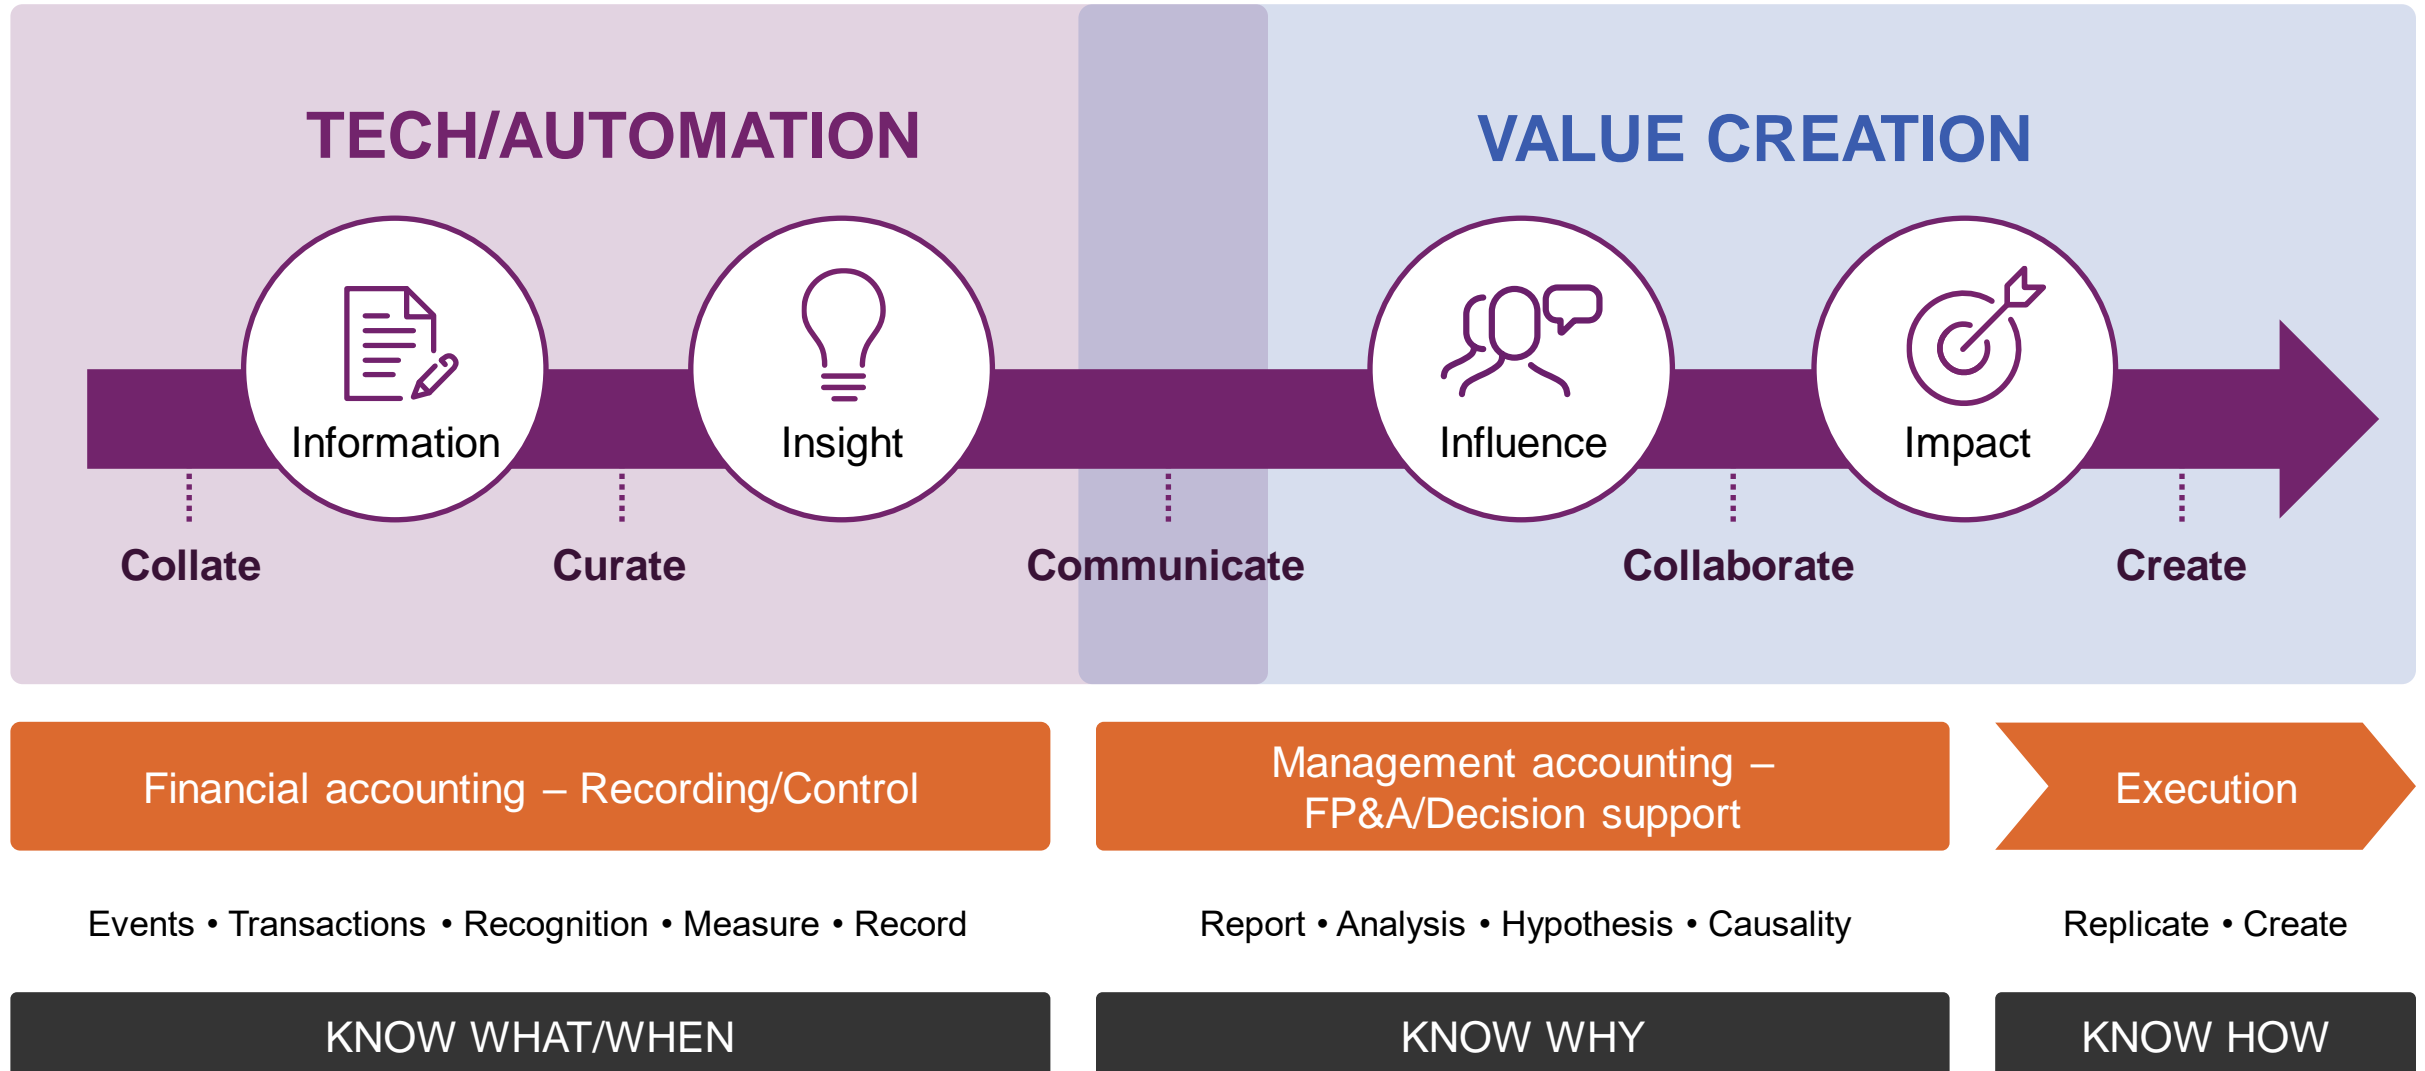 TECH/AUTOMATION
VALUE CREATION
Information
Insight
Influence
Impact
Collate
Curate
Communicate
Collaborate
Create
Financial accounting – Recording/Control
Management accounting –
FP&A/Decision support
Execution
Events • Transactions • Recognition • Measure • Record
Report • Analysis • Hypothesis • Causality
Replicate • Create
KNOW WHAT/WHEN
KNOW WHY
KNOW HOW